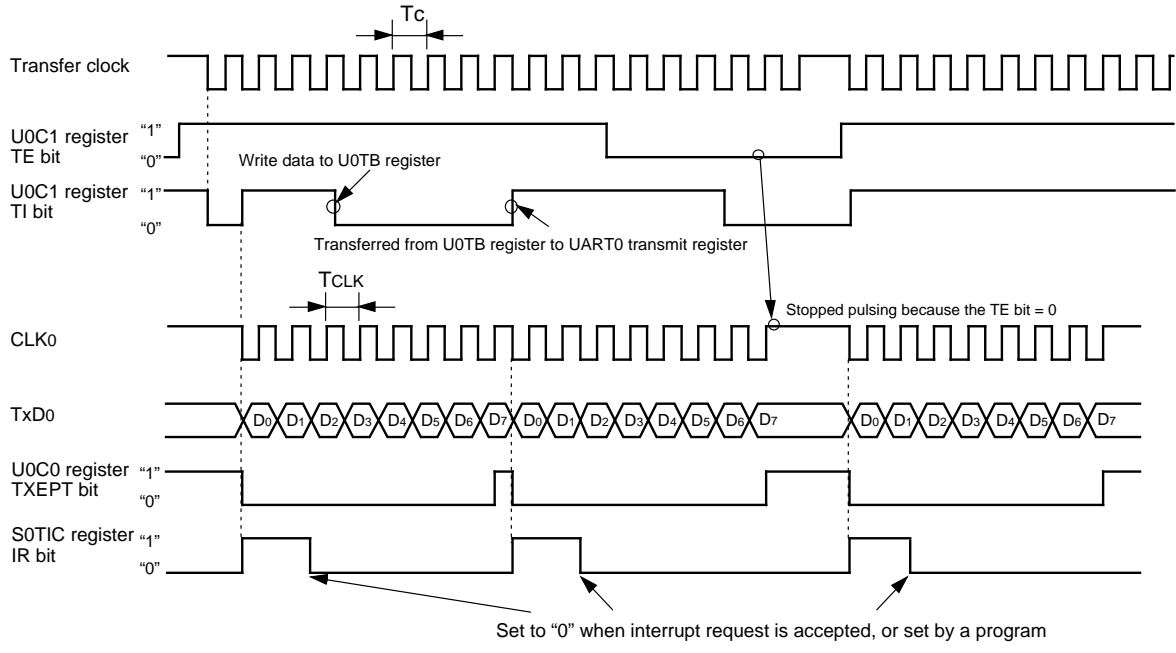 Tc
Transfer clock
U0C1 register
TE bit
“1”
“0”
Write data to U0TB register
U0C1 register
TI bit
“1”
“0”
Transferred from U0TB register to UART0 transmit register
TCLK
Stopped pulsing because the TE bit = 0
CLK0
TxD0
D0 D1 D2 D3 D4 D5 D6 D7 D0 D1 D2 D3 D4 D5 D6 D7 D0 D1 D2 D3 D4 D5 D6 D7
U0C0 register
TXEPT bit
“1”
“0”
S0TIC register
IR bit
“1”
“0”
Set to “0” when interrupt request is accepted, or set by a program